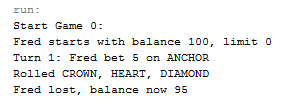 run:
Start Game 0:
Fred starts with balance 100, limit 0
Turn 1: Fred bet 5 on ANCHOR
Rolled CROWN, HEART, DIAMOND
Fred lost, balance now 95